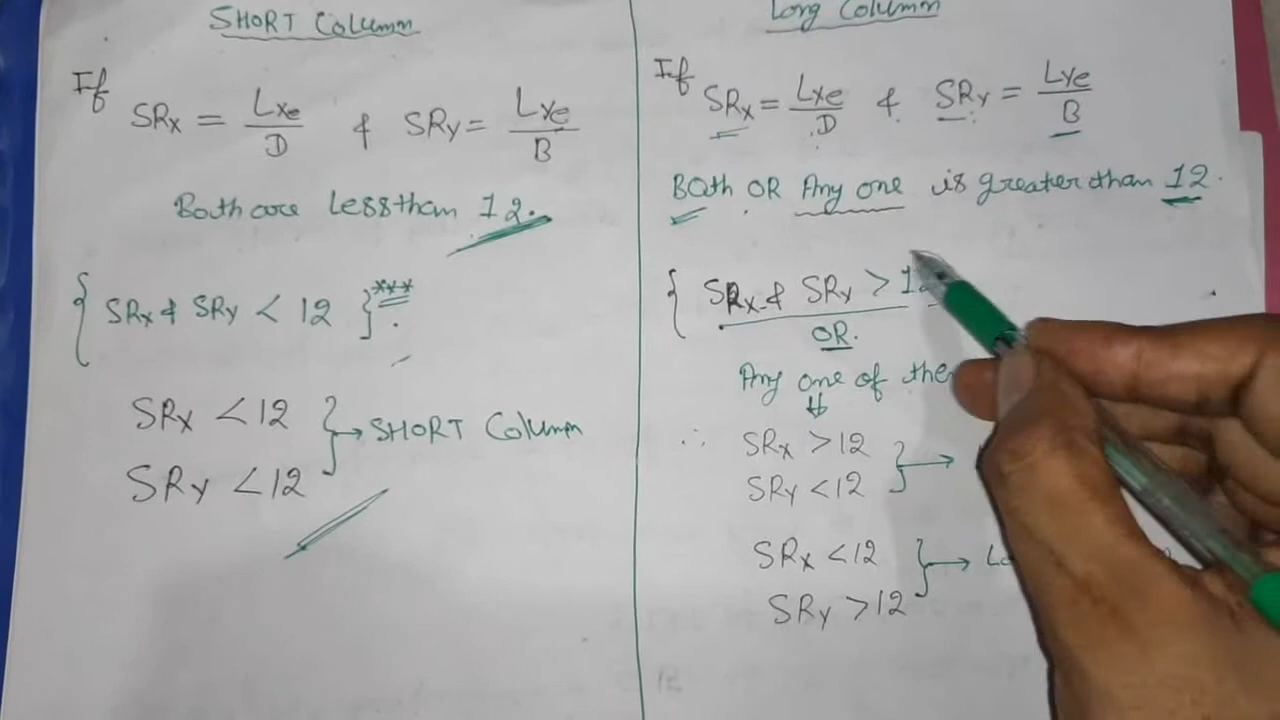 SHORT Column
If
SRx = Lxe/D & SRy = Lye/B
Both are Less than 12.
{ SRx & SRy < 12 } ***
SRx < 12
SRy < 12
} → SHORT Column
Long Column
If
SRx = Lxe/D & SRy = Lye/B
Both OR Any one is greater than 12.
{ SRx & SRy > 12
OR.
Any one of
∴ SRx > 12
SRy < 12
} →
SRx < 12
SRy > 12
} →